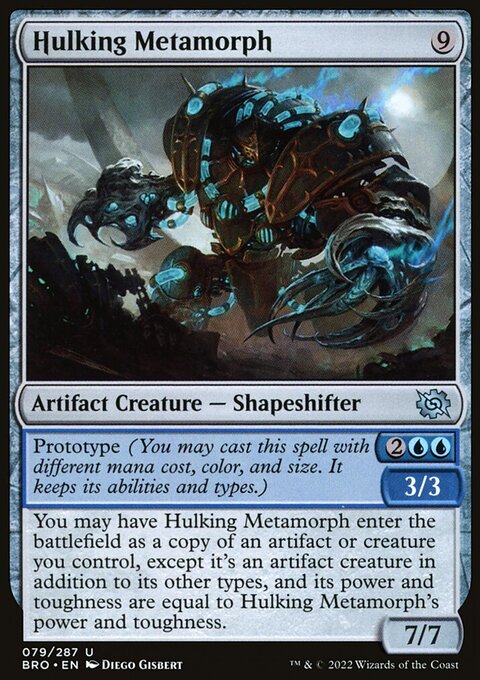 Hulking Metamorph 9
Artifact Creature — Shapeshifter
Prototype (You may cast this spell with
different mana cost, color, and size. It
keeps its abilities and types.)
2
3/3
You may have Hulking Metamorph enter the
battlefield as a copy of an artifact or creature
you control, except it's an artifact creature in
addition to its other types, and its power and
toughness are equal to Hulking Metamorph's
power and toughness.
7/7
079/287 U
BRO • EN Diego Gisbert
™ & © 2022 Wizards of the Coast